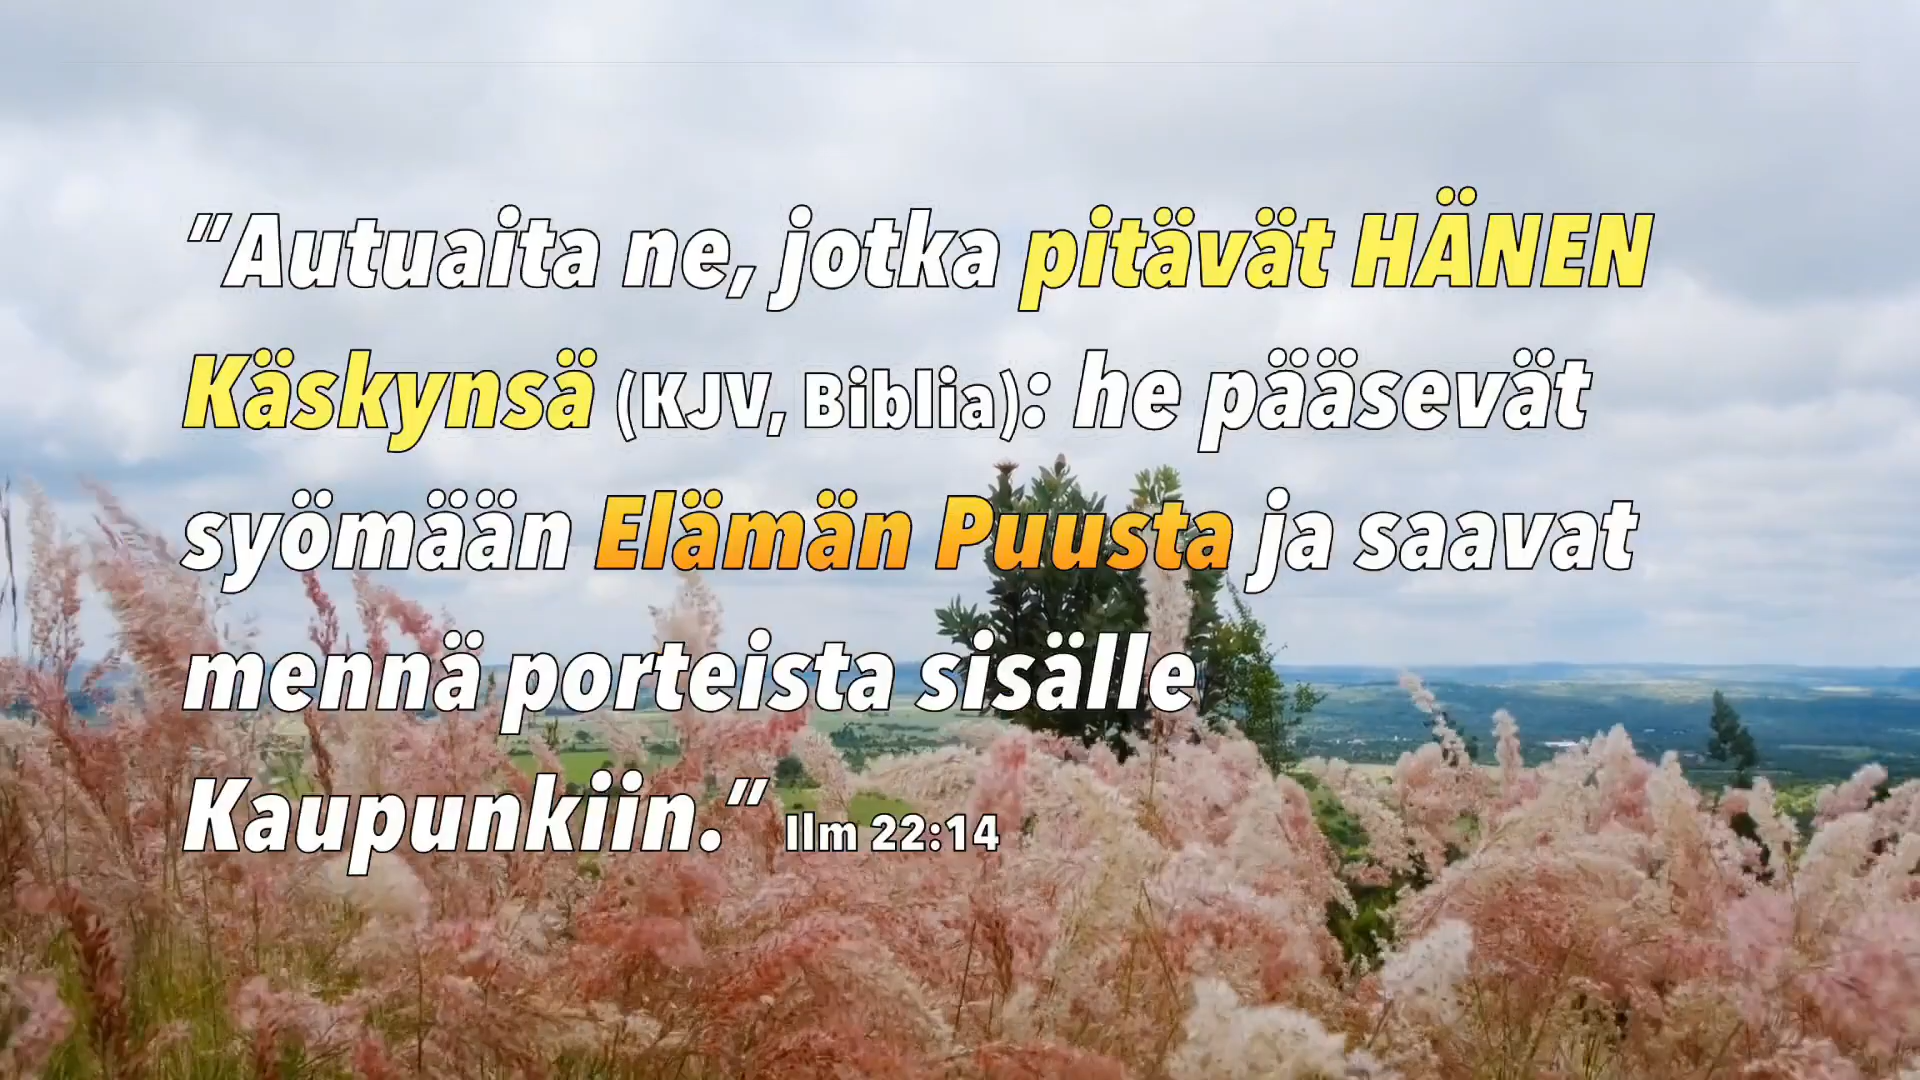 ”Autuaita ne, jotka pitävät HÄNEN
Käskynsä (KJV, Biblia): he pääsevät
syömään Elämän Puusta ja saavat
mennä porteista sisälle
Kaupunkiin.” Ilm 22:14